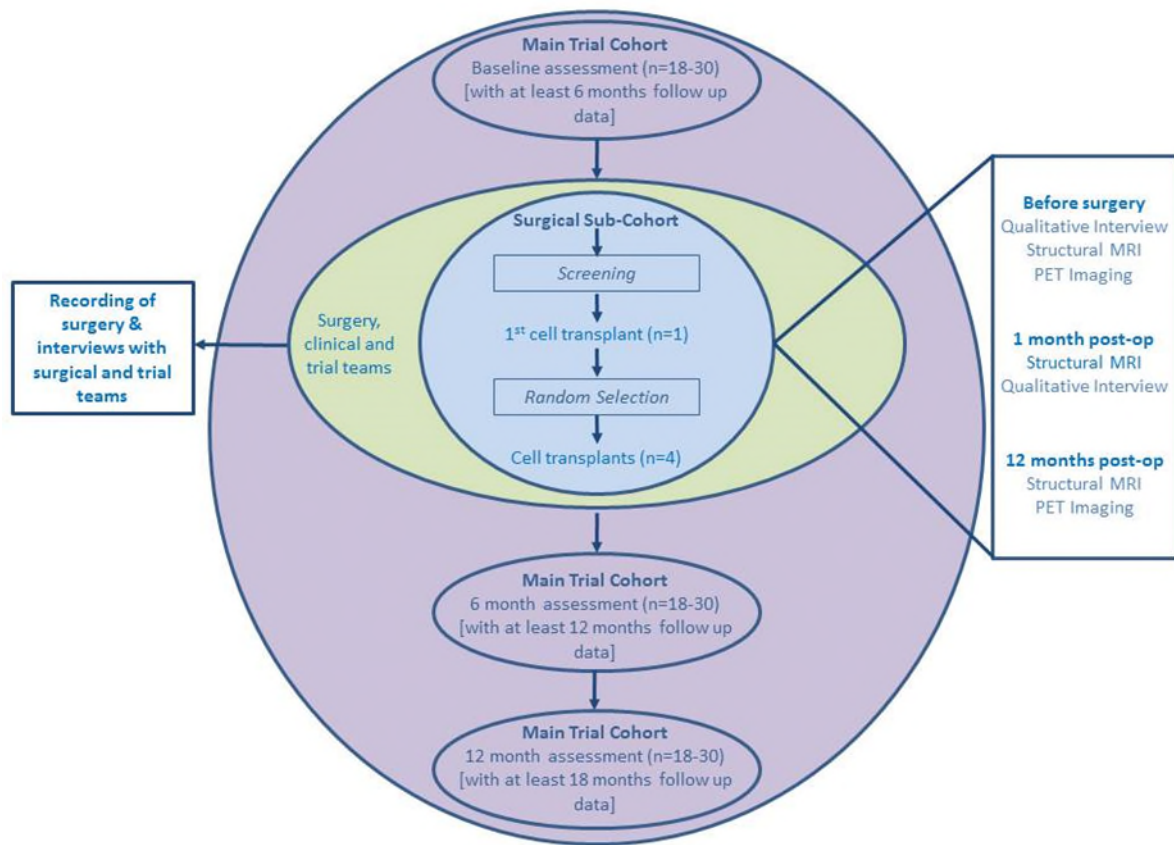 Main Trial Cohort
Baseline assessment (n=18-30)
[with at least 6 months follow up
data]
Surgical Sub-Cohort
Screening
1st cell transplant (n=1)
Random Selection
Cell transplants (n=4)
Surgery,
clinical and
trial teams
Recording of
surgery &
interviews with
surgical and trial
teams
Before surgery
Qualitative Interview
Structural MRI
PET Imaging
1 month post-op
Structural MRI
Qualitative Interview
12 months post-op
Structural MRI
PET Imaging
Main Trial Cohort
6 month assessment (n=18-30)
[with at least 12 months follow up
data]
Main Trial Cohort
12 month assessment (n=18-30)
[with at least 18 months follow up
data]